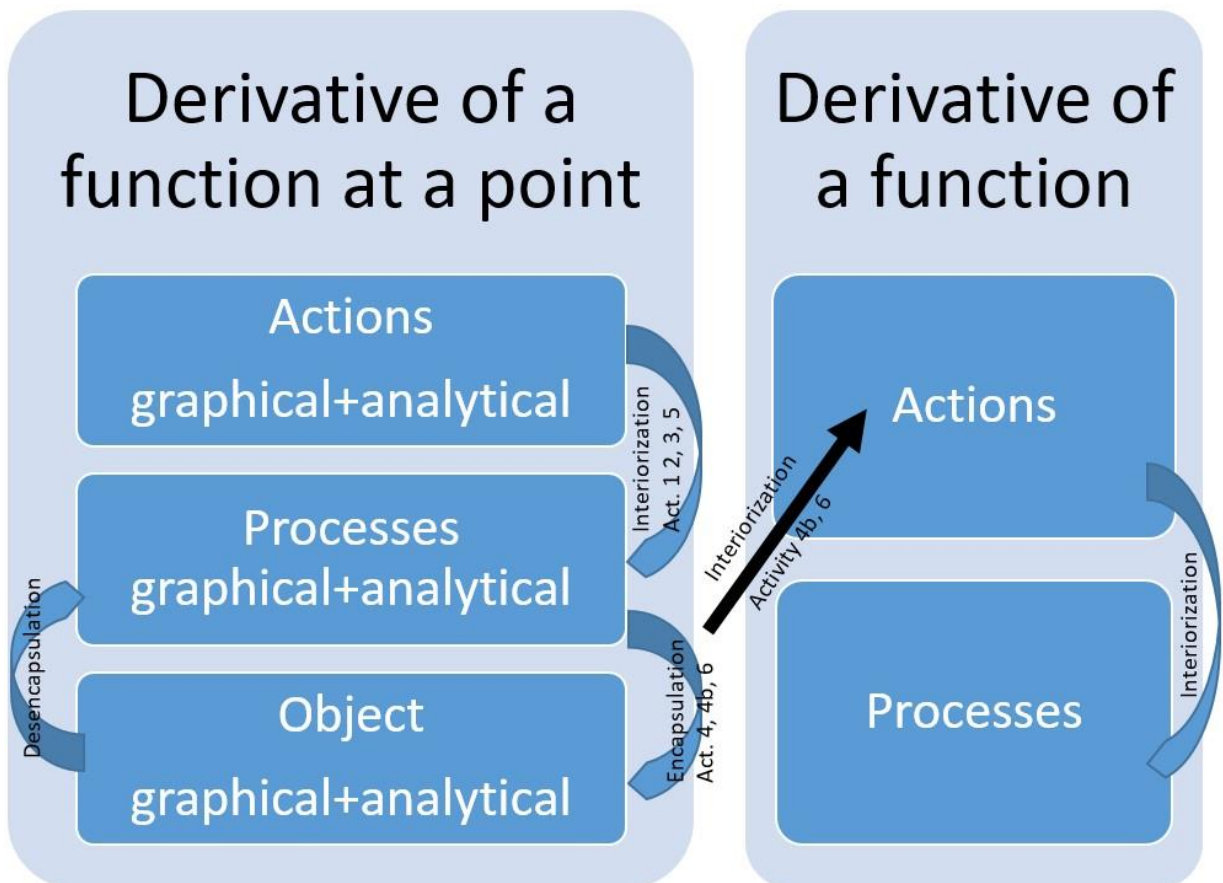 Derivative of a
function at a point
Actions
graphical+analytical
Interiorization
Act. 1 2, 3, 5
Processes
graphical+analytical
Desencapsulation
Encapsulation
Act. 4, 4b, 6
Object
graphical+analytical
Interiorization
Activity 4b, 6
Derivative of
a function
Actions
Interiorization
Processes